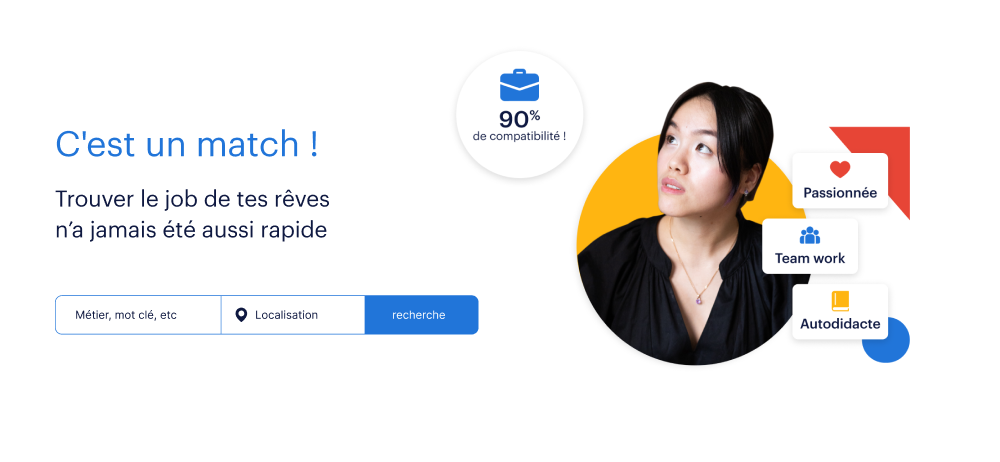 C'est un match !
Trouver le job de tes rêves
n’a jamais été aussi rapide
Métier, mot clé, etc
Localisation
recherche
90%
de compatibilité !
Passionnée
Team work
Autodidacte